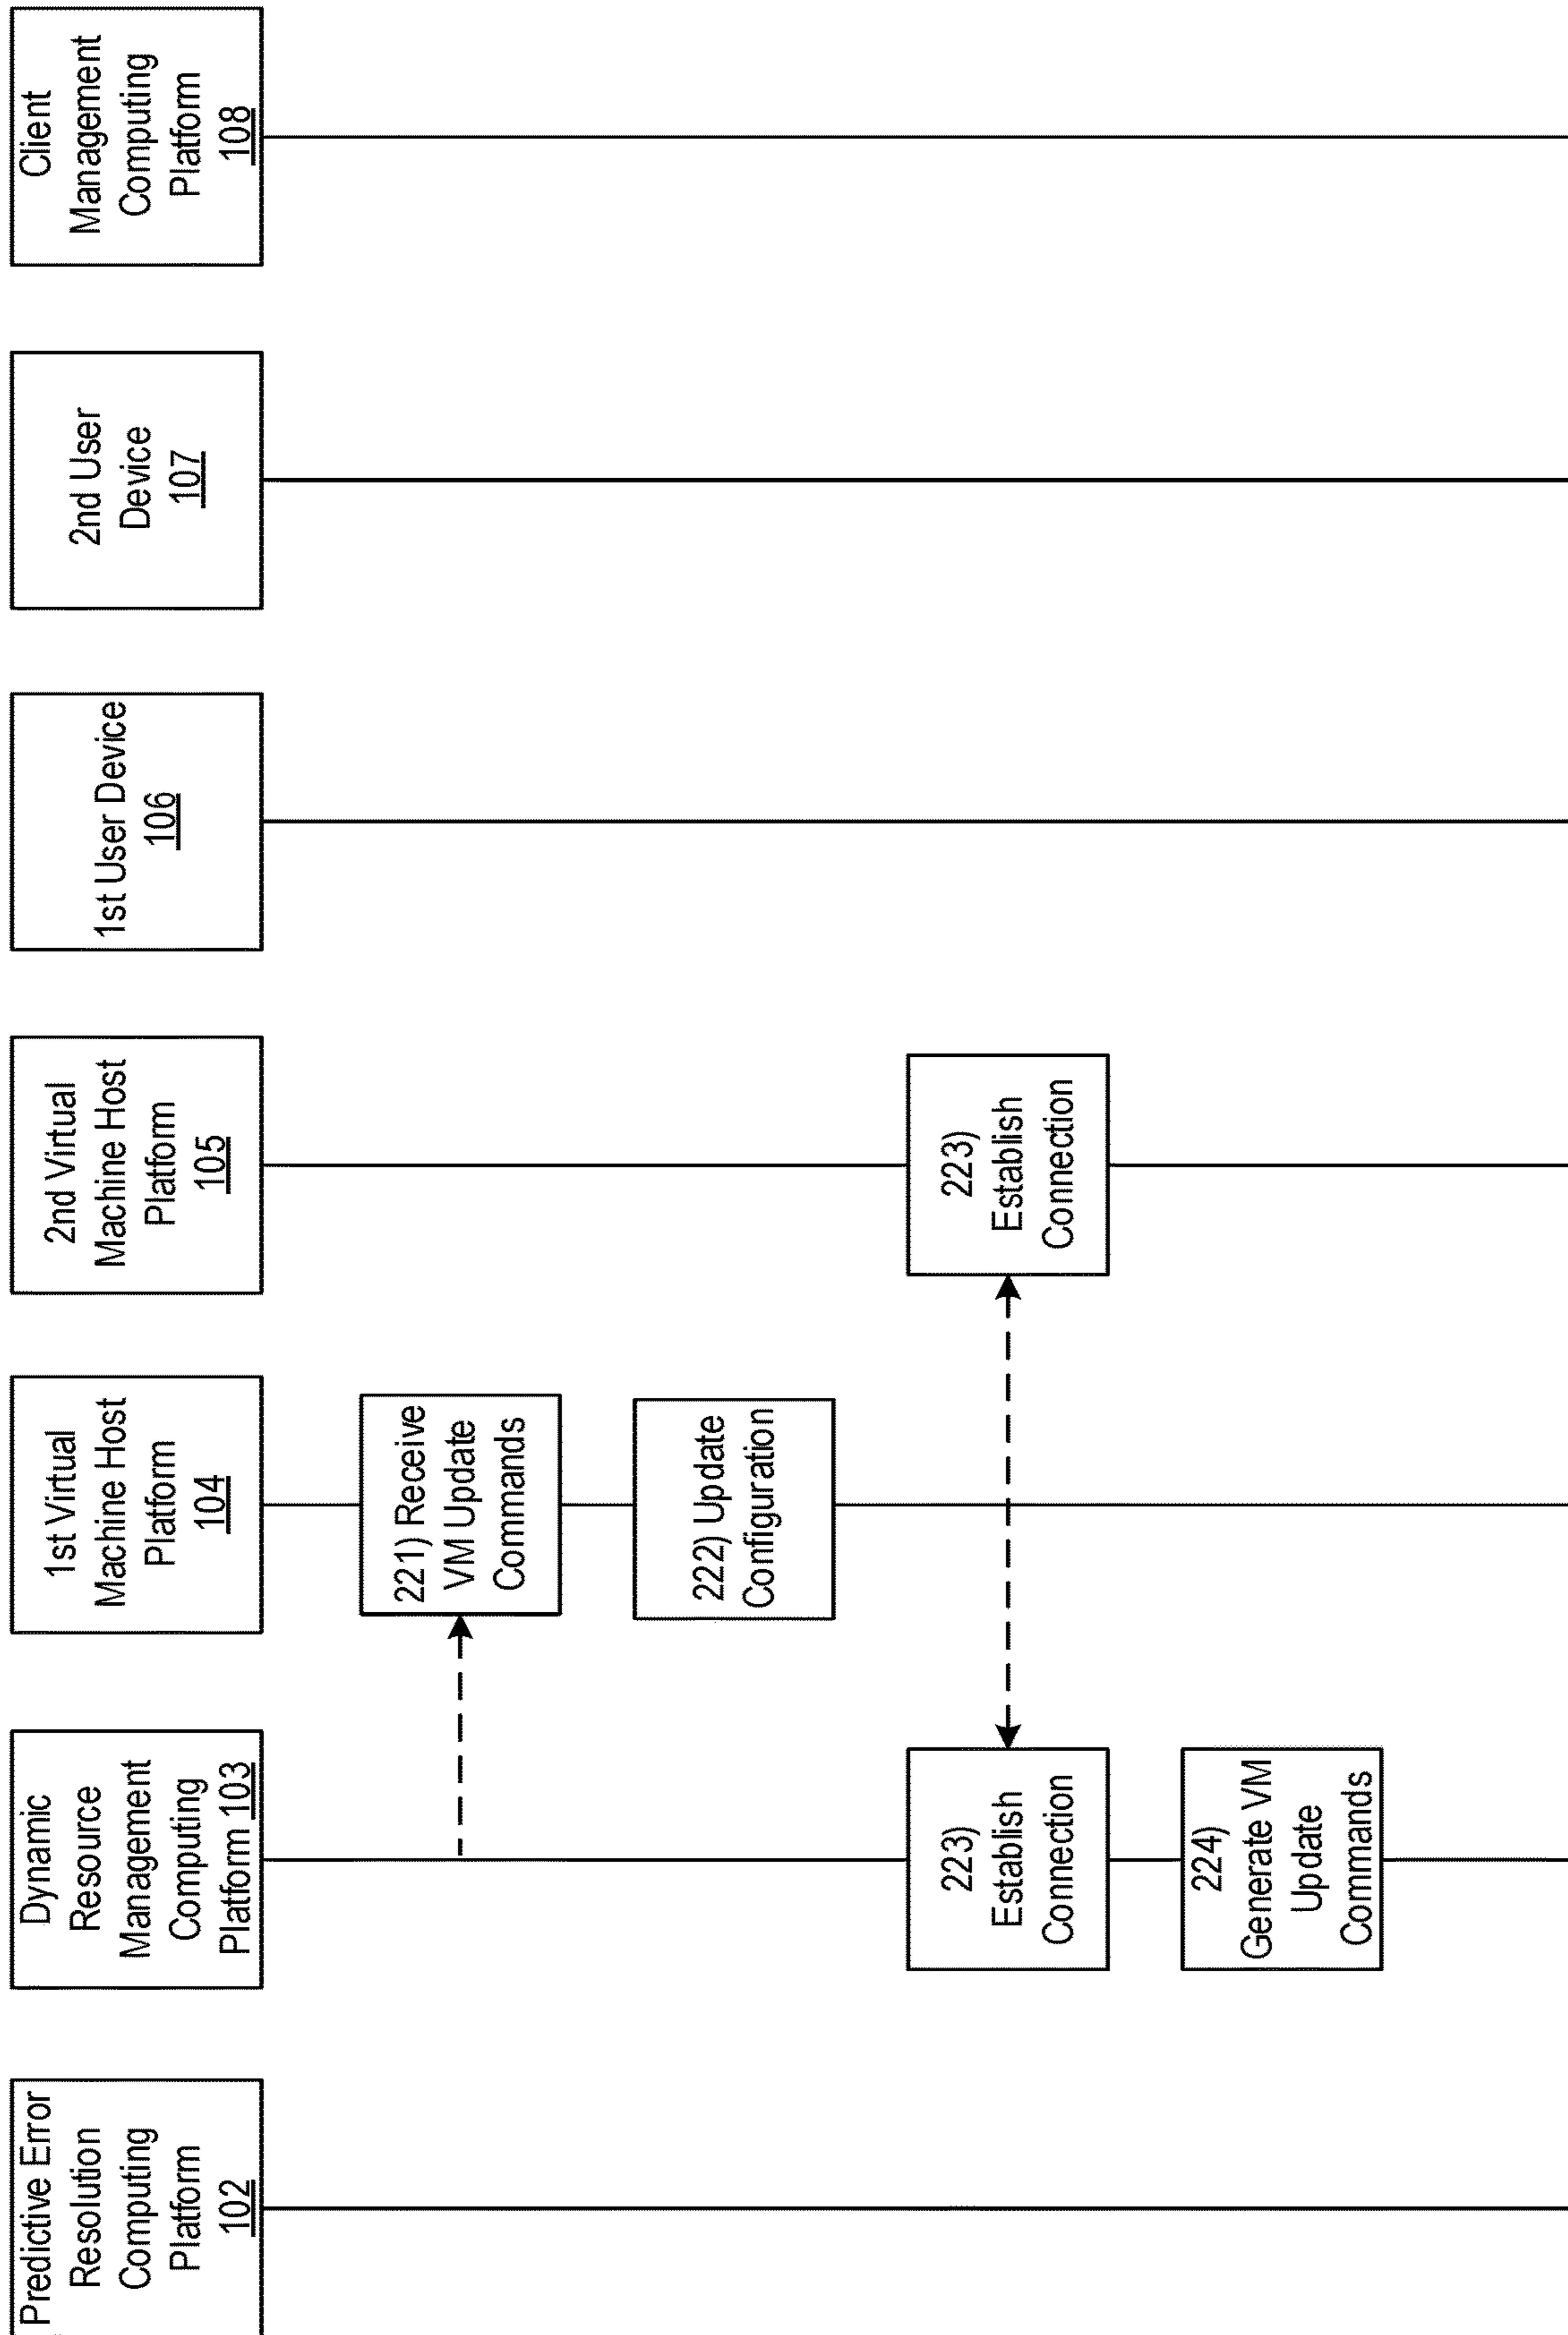 Predictive Error
Resolution
Computing
Platform
102
Dynamic
Resource
Management
Computing
Platform 103
1st Virtual
Machine Host
Platform
104
2nd Virtual
Machine Host
Platform
105
1st User Device
106
2nd User
Device
107
Client
Management
Computing
Platform
108
221) Receive
VM Update
Commands
222) Update
Configuration
223)
Establish
Connection
223)
Establish
Connection
224)
Generate VM
Update
Commands